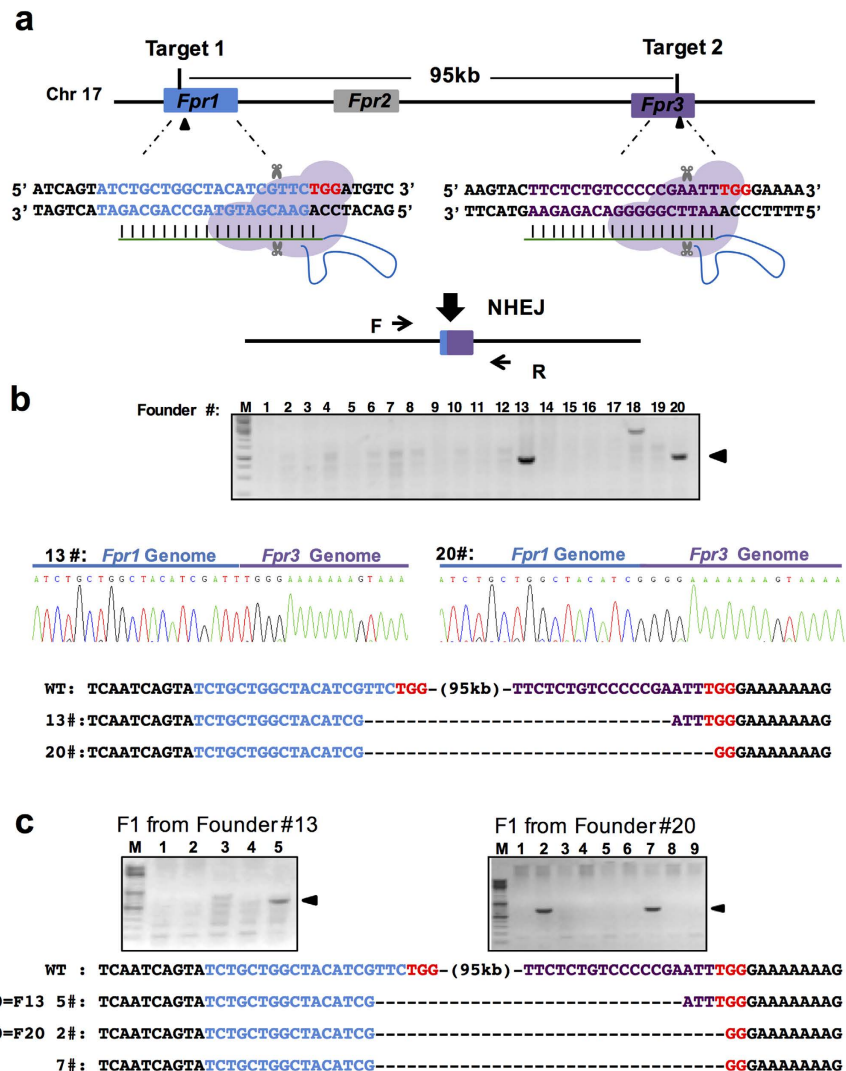 a
Target 1
Target 2
95kb
Chr 17
Fpr1
Fpr2
Fpr3
5' ATCAGTATCTGCTGGCTACATCGTTCTGGATGTC 3'
3' TAGTCATAGACGACCGATGTAGCAAGACCTACAG 5'
5' AAGTACTTCTCTGTCCCCCGAATTTGGGAAAA3'
3' TTCATGAAGAGACAGGGGGCTTAAACCCTTTT5'
NHEJ
F
R
b
Founder #: M 1 2 3 4 5 6 7 8 9 10 11 12 13 14 15 16 17 18 19 20
13#: Fpr1 Genome Fpr3 Genome
ATCTGCTGGCTACATCGATTTGGGAAAAAAAGTAAA
20#: Fpr1 Genome Fpr3 Genome
ATCTGCTGGCTACATCGGGGAAAAAAAGTAAAA
WT: TCAATCAGTATCTGCTGGCTACATCGTTCTGG-(95kb)-TTCTCTGTCCCCCGAATTTGGGAAAAAAAG
13#:TCAATCAGTATCTGCTGGCTACATCG-----------------------------ATTTGGGAAAAAAAG
20#:TCAATCAGTATCTGCTGGCTACATCG---------------------------------GGGAAAAAAAG
c
F1 from Founder#13
M 1 2 3 4 5
F1 from Founder#20
M 1 2 3 4 5 6 7 8 9
WT : TCAATCAGTATCTGCTGGCTACATCGTTCTGG-(95kb)-TTCTCTGTCCCCCGAATTTGGGAAAAAAAG
=F13 5#: TCAATCAGTATCTGCTGGCTACATCG-----------------------------ATTTGGGAAAAAAAG
=F20 2#: TCAATCAGTATCTGCTGGCTACATCG---------------------------------GGGAAAAAAAG
7#: TCAATCAGTATCTGCTGGCTACATCG---------------------------------GGGAAAAAAAG